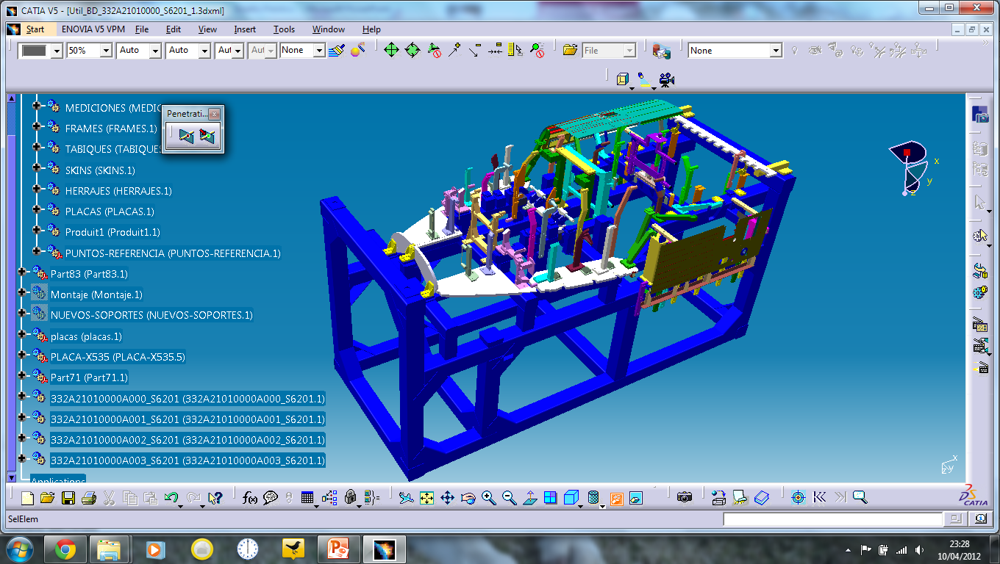 CATIA V5 - [Util_BD_332A21010000_S6201_1.3dxml]
Start ENOVIA V5 VPM File Edit View Insert Tools Window Help
50% Auto Auto Aut Aut None File None
Penetrati...
MEDICIONES (MEDIC
FRAMES (FRAMES.1)
TABIQUES (TABIQUES
SKINS (SKINS.1)
HERRAJES (HERRAJES.1)
PLACAS (PLACAS.1)
Produit1 (Produit1.1)
PUNTOS-REFERENCIA (PUNTOS-REFERENCIA.1)
Part83 (Part83.1)
Montaje (Montaje.1)
NUEVOS-SOPORTES (NUEVOS-SOPORTES.1)
placas (placas.1)
PLACA-X535 (PLACA-X535.5)
Part71 (Part71.1)
332A21010000A000_S6201 (332A21010000A000_S6201.1)
332A21010000A001_S6201 (332A21010000A001_S6201.1)
332A21010000A002_S6201 (332A21010000A002_S6201.1)
332A21010000A003_S6201 (332A21010000A003_S6201.1)
Applications
x
y
z
x
y
f(x)
CATIA
SelElem
23:28
10/04/2012